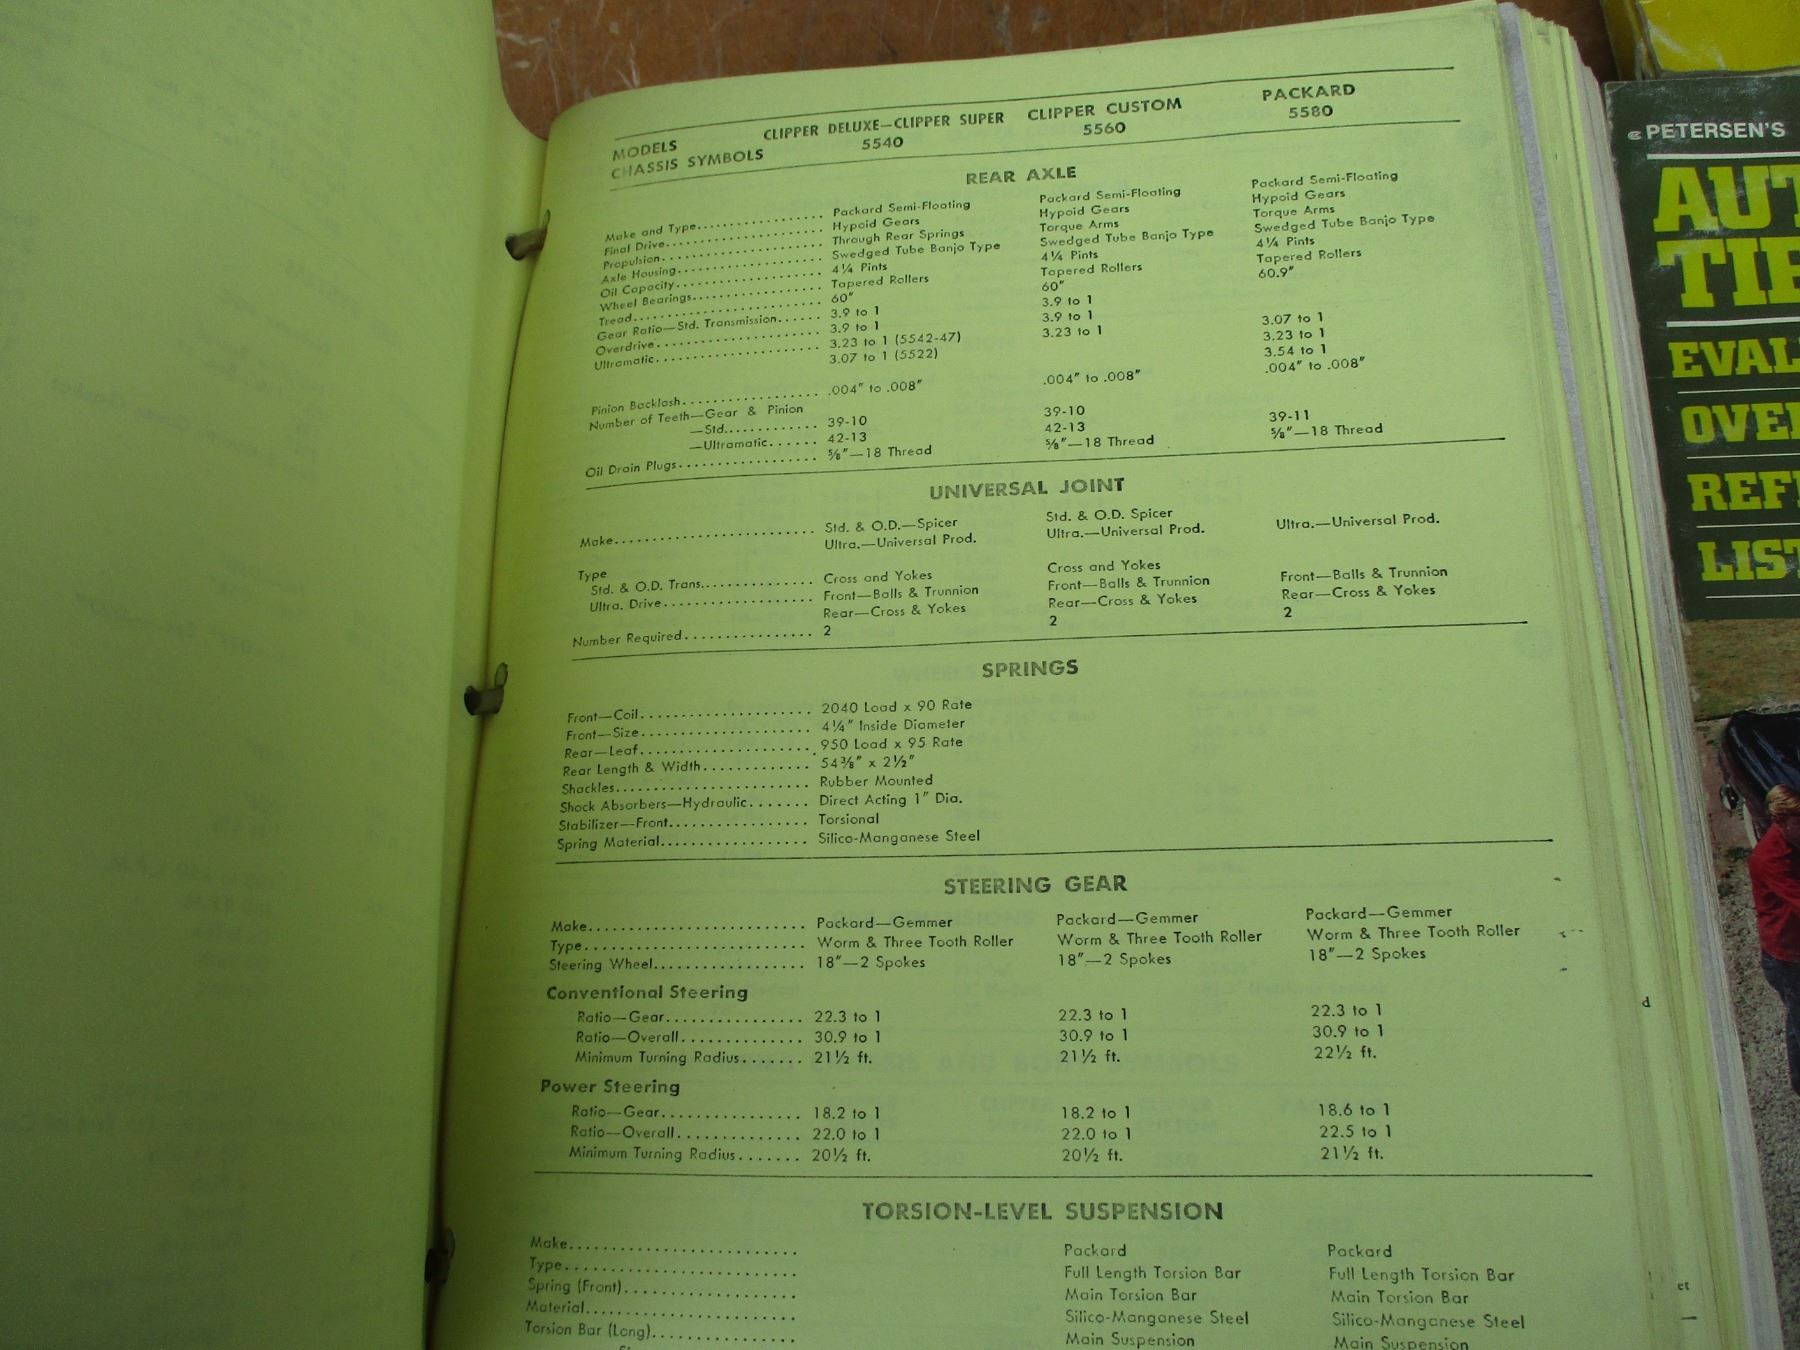 MODELS CLIPPER DELUXE—CLIPPER SUPER CLIPPER CUSTOM PACKARD
CHASSIS SYMBOLS 5540 5560 5580
REAR AXLE
Make and Type Packard Semi-Floating Packard Semi-Floating Packard Semi-Floating
Final Drive Hypoid Gears Hypoid Gears Hypoid Gears
Propulsion Through Rear Springs Torque Arms Torque Arms
Axle Housing Swedged Tube Banjo Type Swedged Tube Banjo Type Swedged Tube Banjo Type
Oil Capacity 4¼ Pints 4¼ Pints 4¼ Pints
Wheel Bearings Tapered Rollers Tapered Rollers Tapered Rollers
Tread 60" 60" 60.9"
Gear Ratio—Std. Transmission 3.9 to 1 3.9 to 1
Overdrive 3.9 to 1 3.9 to 1 3.07 to 1
Ultramatic 3.23 to 1 (5542-47) 3.23 to 1 3.23 to 1
3.07 to 1 (5522) 3.54 to 1
Pinion Backlash .004" to .008" .004" to .008" .004" to .008"
Number of Teeth—Gear & Pinion
—Std. 39-10 39-10
—Ultramatic 42-13 42-13 39-11
Oil Drain Plugs ⅝"—18 Thread ⅝"—18 Thread ⅝"—18 Thread
UNIVERSAL JOINT
Make Std. & O.D.—Spicer Std. & O.D. Spicer
Ultra.—Universal Prod. Ultra.—Universal Prod. Ultra.—Universal Prod.
Type
Std. & O.D. Trans. Cross and Yokes Cross and Yokes
Ultra. Drive Front—Balls & Trunnion Front—Balls & Trunnion Front—Balls & Trunnion
Rear—Cross & Yokes Rear—Cross & Yokes Rear—Cross & Yokes
Number Required 2 2 2
SPRINGS
Front—Coil 2040 Load x 90 Rate
Front—Size 4¼" Inside Diameter
Rear—Leaf 950 Load x 95 Rate
Rear Length & Width 54⅜" x 2½"
Shackles Rubber Mounted
Shock Absorbers—Hydraulic Direct Acting 1" Dia.
Stabilizer—Front Torsional
Spring Material Silico-Manganese Steel
STEERING GEAR
Make Packard—Gemmer Packard—Gemmer Packard—Gemmer
Type Worm & Three Tooth Roller Worm & Three Tooth Roller Worm & Three Tooth Roller
Steering Wheel 18"—2 Spokes 18"—2 Spokes 18"—2 Spokes
Conventional Steering
Ratio—Gear 22.3 to 1 22.3 to 1 22.3 to 1
Ratio—Overall 30.9 to 1 30.9 to 1 30.9 to 1
Minimum Turning Radius 21½ ft. 21½ ft. 22½ ft.
Power Steering
Ratio—Gear 18.2 to 1 18.2 to 1 18.6 to 1
Ratio—Overall 22.0 to 1 22.0 to 1 22.5 to 1
Minimum Turning Radius 20½ ft. 20½ ft. 21½ ft.
TORSION-LEVEL SUSPENSION
Make Packard Packard
Type Full Length Torsion Bar Full Length Torsion Bar
Spring (Front) Main Torsion Bar Main Torsion Bar
Material Silico-Manganese Steel Silico-Manganese Steel
Torsion Bar (Long) Main Suspension Main Suspension
d
et
PETERSEN'S
AUT
TIP
EVAL
OVE
REF
LIST